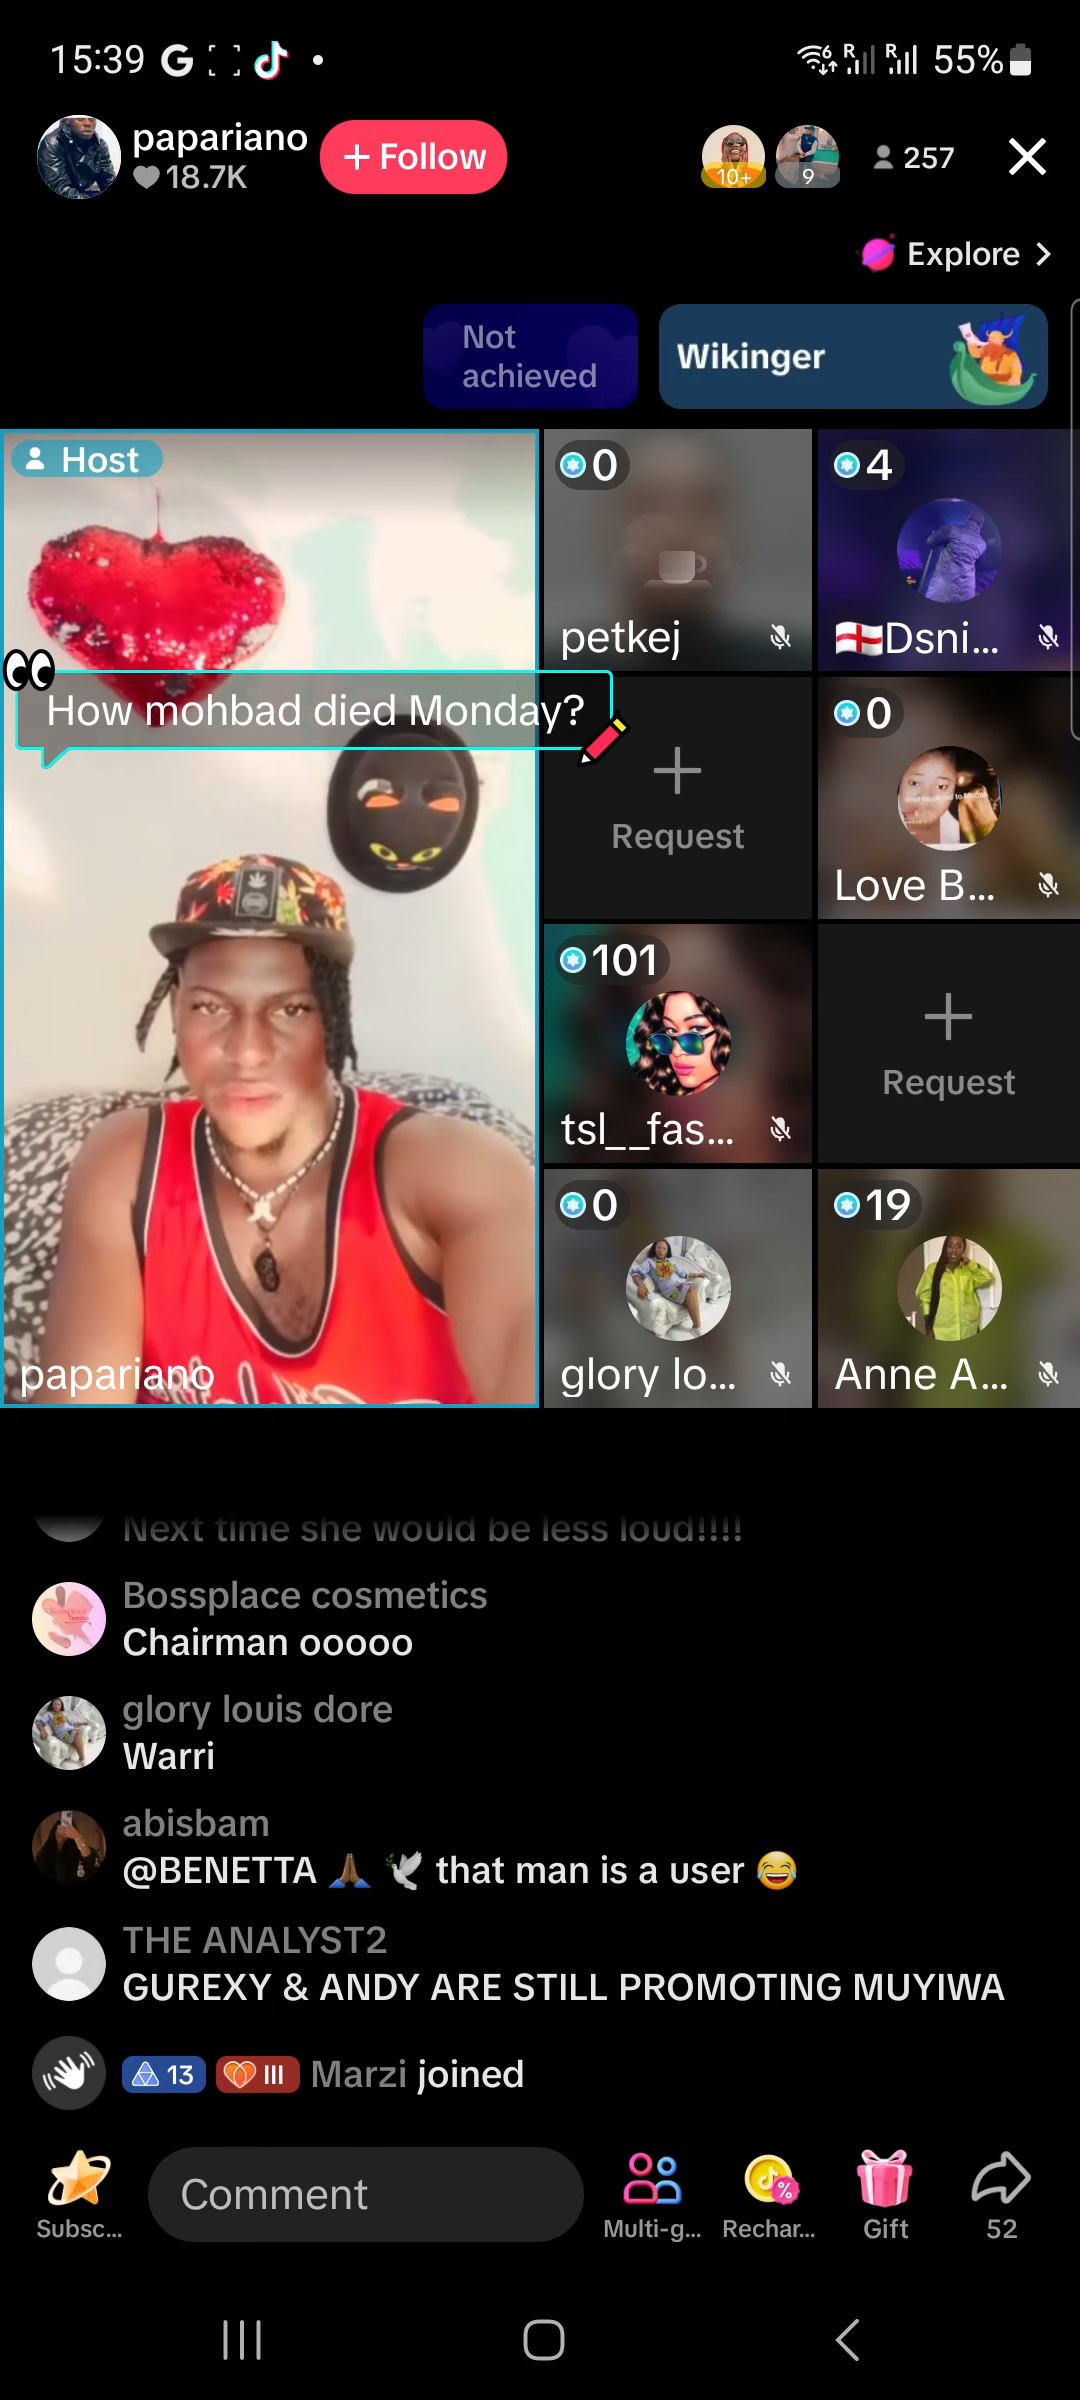 15:39
55%
papariano
18.7K
+ Follow
10+
9
257
Explore
Not
achieved
Wikinger
Host
0
4
petkej
Dsni...
How mohbad died Monday?
0
Request
Love B...
101
tsl__fas...
Request
0
19
papariano
glory lo...
Anne A...
Next time she would be less loud!!!!
Bossplace cosmetics
Chairman ooooo
glory louis dore
Warri
abisbam
@BENETTA 🙏🏾 🕊️ that man is a user 😂
THE ANALYST2
GUREXY & ANDY ARE STILL PROMOTING MUYIWA
13 III Marzi joined
Subsc...
Comment
Multi-g...
Rechar...
Gift
52